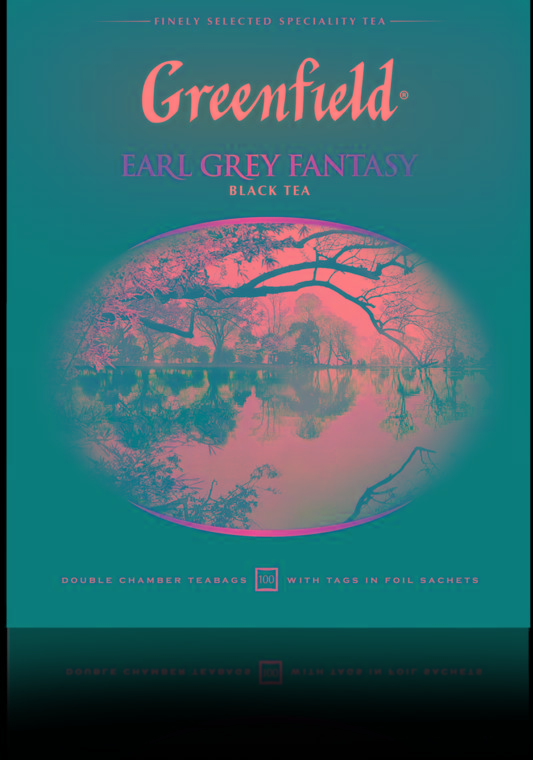 FINELY SELECTED SPECIALITY TEA
Greenfield®
EARL GREY FANTASY
BLACK TEA
DOUBLE CHAMBER TEABAGS 100 WITH TAGS IN FOIL SACHETS